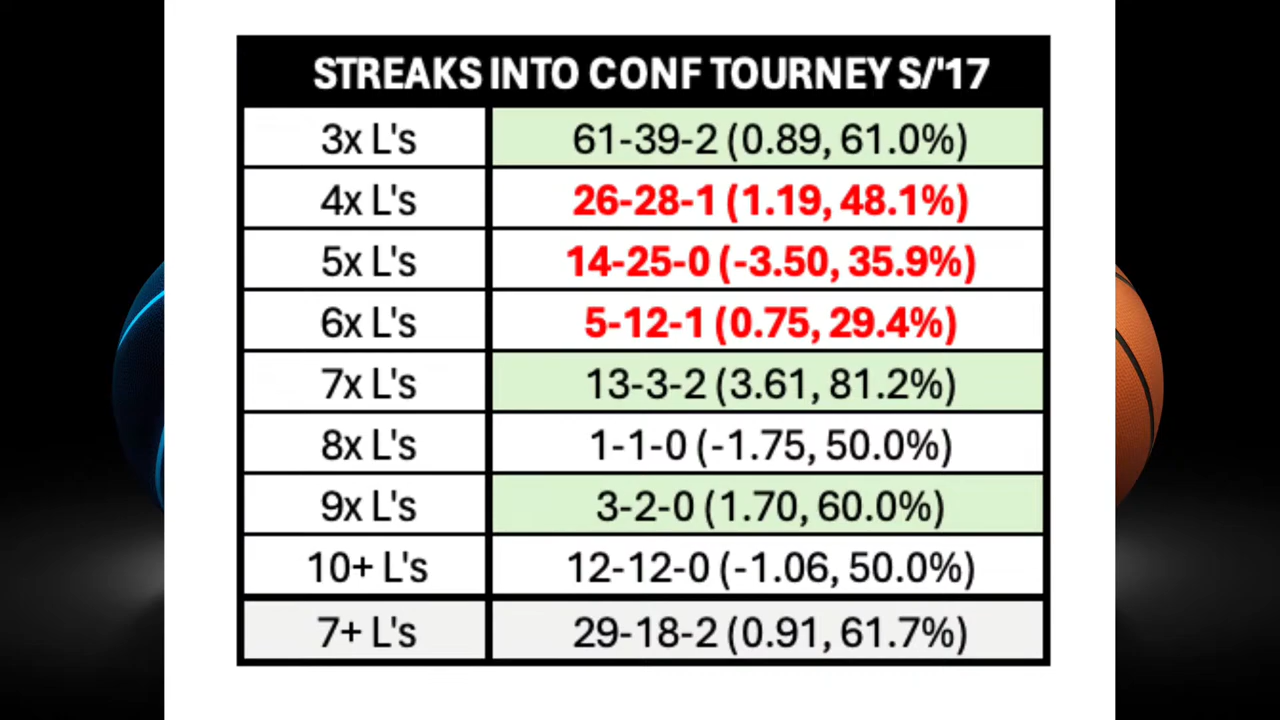 STREAKS INTO CONF TOURNEY S/'17
3x L's 61-39-2 (0.89, 61.0%)
4x L's 26-28-1 (1.19, 48.1%)
5x L's 14-25-0 (-3.50, 35.9%)
6x L's 5-12-1 (0.75, 29.4%)
7x L's 13-3-2 (3.61, 81.2%)
8x L's 1-1-0 (-1.75, 50.0%)
9x L's 3-2-0 (1.70, 60.0%)
10+ L's 12-12-0 (-1.06, 50.0%)
7+ L's 29-18-2 (0.91, 61.7%)